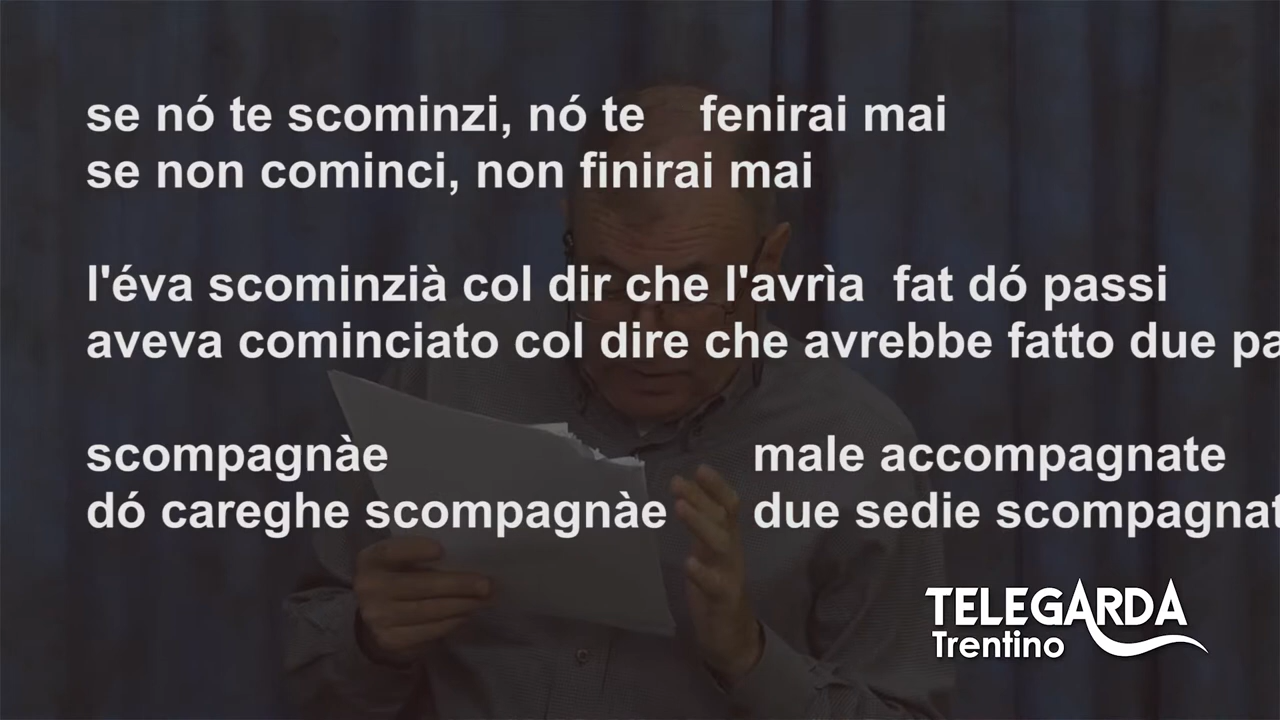 se nó te scominzi, nó te fenirai mai
se non cominci, non finirai mai
l'éva scominzià col dir che l'avrìa fat dó passi
aveva cominciato col dire che avrebbe fatto due pa
scompagnàe male accompagnate
dó careghe scompagnàe due sedie scompagnat
TELEGARDA
Trentino